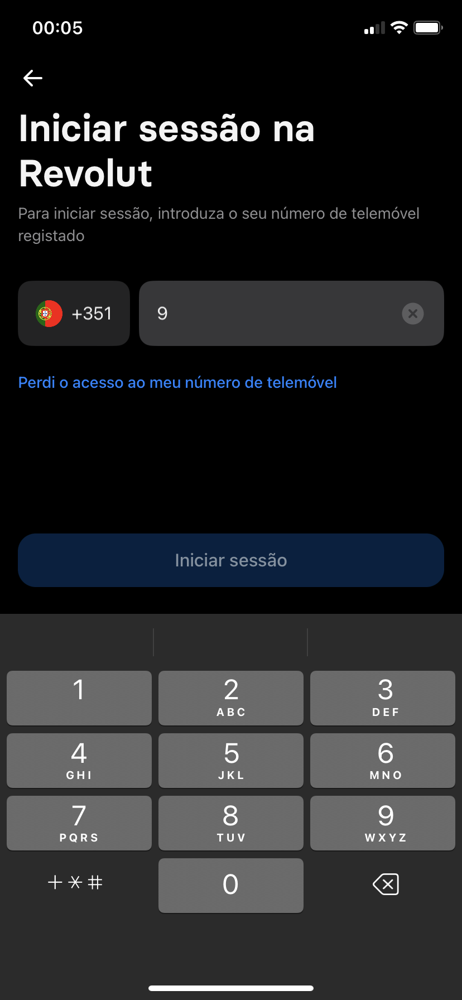 00:05
Iniciar sessão na
Revolut
Para iniciar sessão, introduza o seu número de telemóvel
registado
+351 9
Perdi o acesso ao meu número de telemóvel
Iniciar sessão
1 2 3
ABC DEF
4 5 6
GHI JKL MNO
7 8 9
PQRS TUV WXYZ
+*# 0